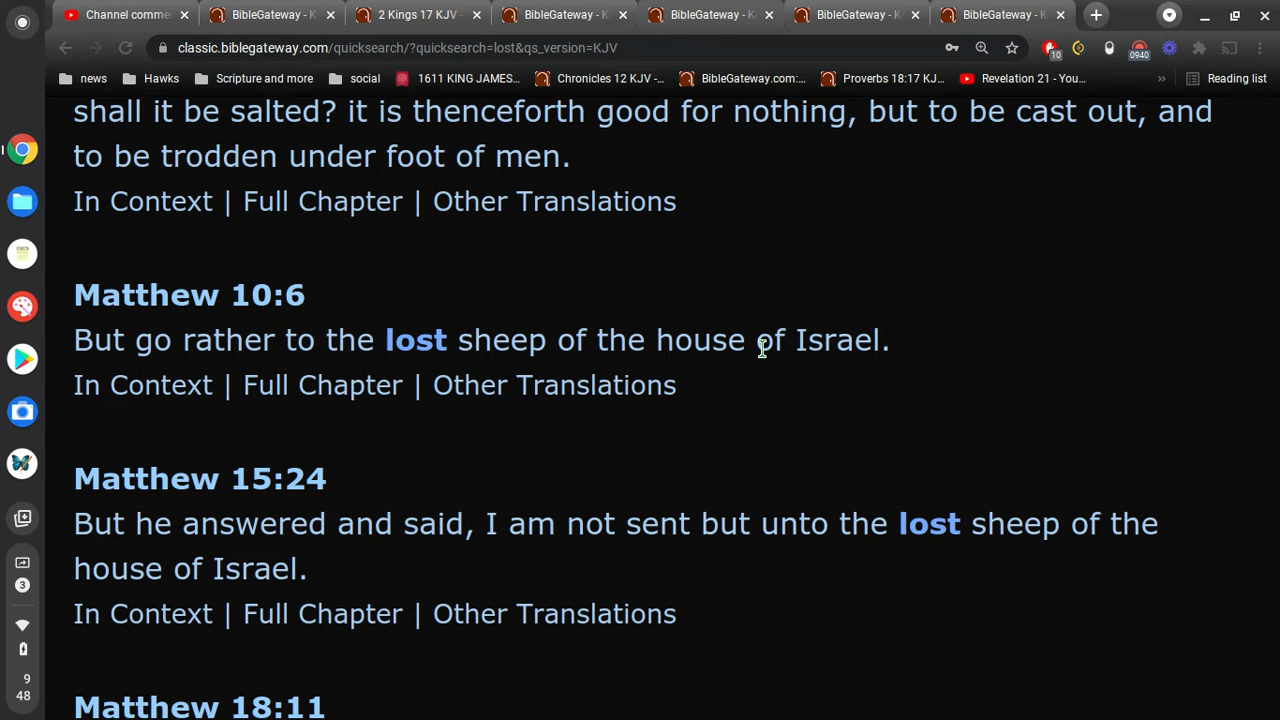 Channel comme
BibleGateway - K
2 Kings 17 KJV
BibleGateway - K
BibleGateway - K
BibleGateway - K
BibleGateway - K
classic.biblegateway.com/quicksearch/?quicksearch=lost&qs_version=KJV
10
0940
news
Hawks
Scripture and more
social
1611 KING JAMES...
Chronicles 12 KJV -...
BibleGateway.com:...
Proverbs 18:17 KJ...
Revelation 21 - You...
»
Reading list
shall it be salted? it is thenceforth good for nothing, but to be cast out, and
to be trodden under foot of men.
In Context | Full Chapter | Other Translations
Matthew 10:6
But go rather to the lost sheep of the house of Israel.
In Context | Full Chapter | Other Translations
Matthew 15:24
But he answered and said, I am not sent but unto the lost sheep of the
house of Israel.
In Context | Full Chapter | Other Translations
Matthew 18:11
3
9
48